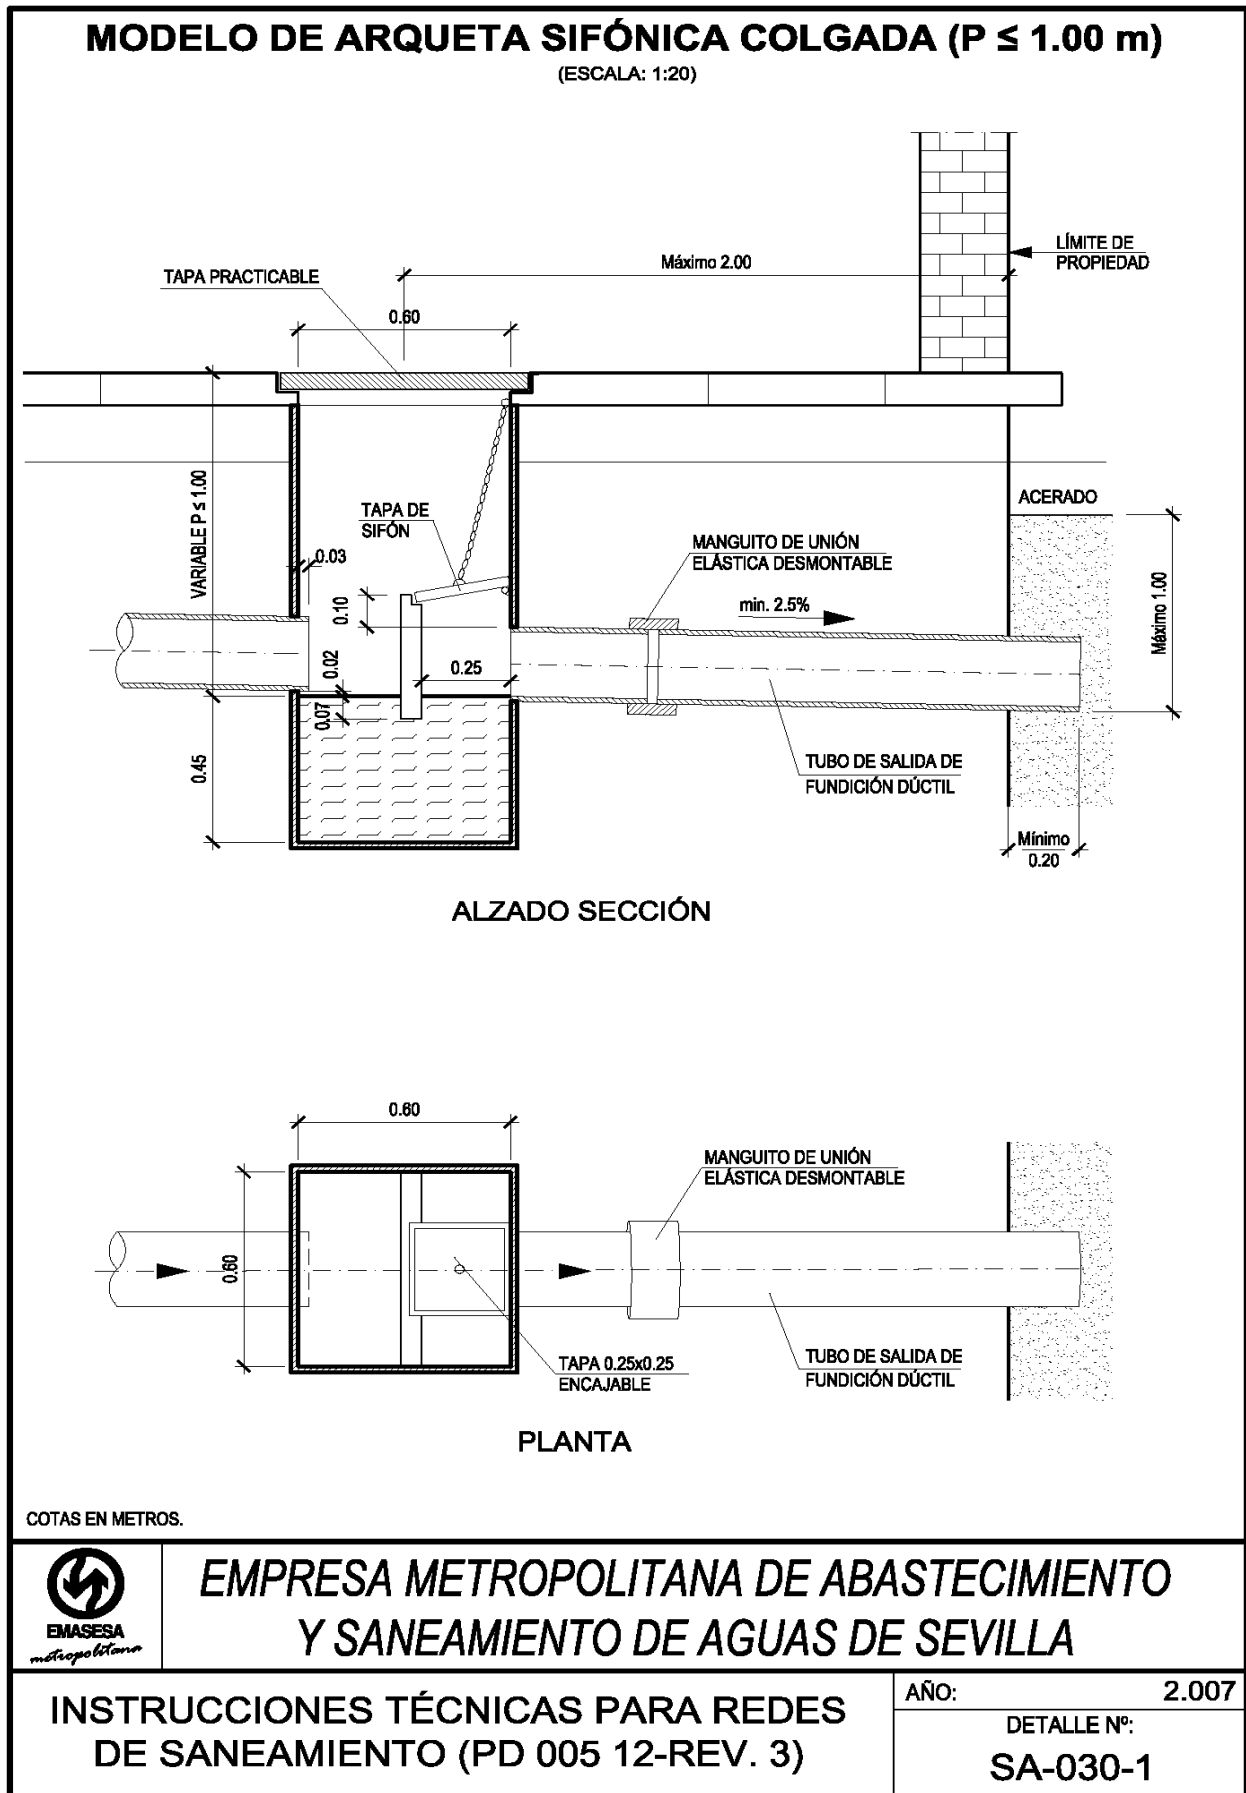 MODELO DE ARQUETA SIFÓNICA COLGADA (P ≤ 1.00 m)
(ESCALA: 1:20)
LÍMITE DE
PROPIEDAD
Máximo 2.00
TAPA PRACTICABLE
0.60
VARIABLE P ≤ 1.00
TAPA DE
SIFÓN
ACERADO
MANGUITO DE UNIÓN
ELÁSTICA DESMONTABLE
0.03
0.10
min. 2.5%
Máximo 1.00
0.02
0.25
0.07
0.45
TUBO DE SALIDA DE
FUNDICIÓN DÚCTIL
Mínimo
0.20
ALZADO SECCIÓN
0.60
MANGUITO DE UNIÓN
ELÁSTICA DESMONTABLE
0.60
TAPA 0.25x0.25
ENCAJABLE
TUBO DE SALIDA DE
FUNDICIÓN DÚCTIL
PLANTA
COTAS EN METROS.
EMASESA
metropolitana
EMPRESA METROPOLITANA DE ABASTECIMIENTO
Y SANEAMIENTO DE AGUAS DE SEVILLA
INSTRUCCIONES TÉCNICAS PARA REDES
DE SANEAMIENTO (PD 005 12-REV. 3)
AÑO: 2.007
DETALLE Nº:
SA-030-1